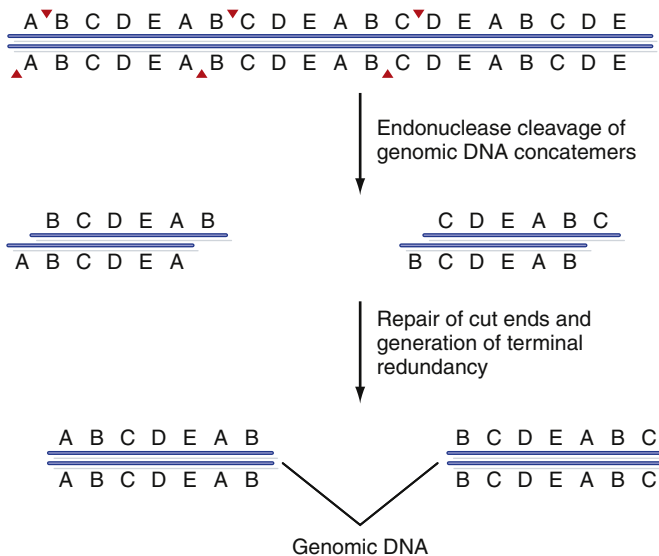 A B C D E A B C D E A B C D E A B C D E
A B C D E A B C D E A B C D E A B C D E
Endonuclease cleavage of
genomic DNA concatemers
B C D E A B
A B C D E A
C D E A B C
B C D E A B
Repair of cut ends and
generation of terminal
redundancy
A B C D E A B
A B C D E A B
B C D E A B C
B C D E A B C
Genomic DNA